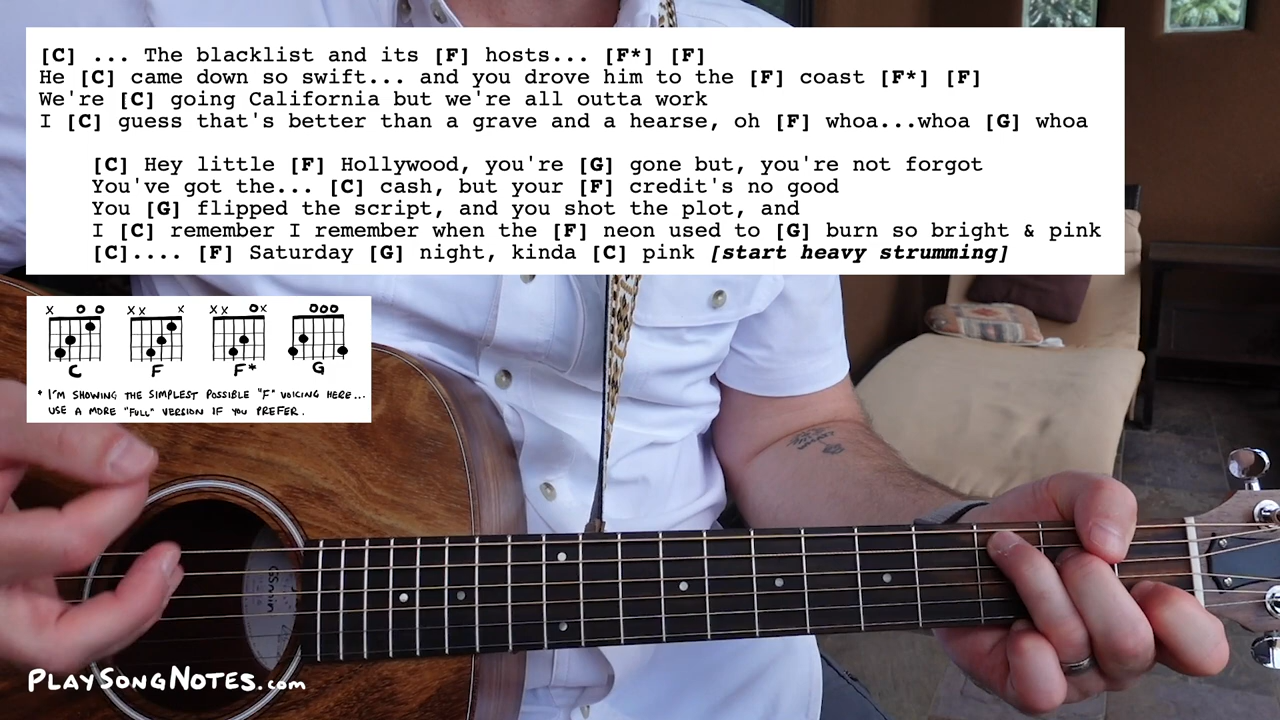 [C] ... The blacklist and its [F] hosts... [F*] [F]
He [C] came down so swift... and you drove him to the [F] coast [F*] [F]
We're [C] going California but we're all outta work
I [C] guess that's better than a grave and a hearse, oh [F] whoa...whoa [G] whoa
[C] Hey little [F] Hollywood, you're [G] gone but, you're not forgot
You've got the... [C] cash, but your [F] credit's no good
You [G] flipped the script, and you shot the plot, and
I [C] remember I remember when the [F] neon used to [G] burn so bright & pink
[C].... [F] Saturday [G] night, kinda [C] pink [start heavy strumming]
x o o xx x xx ox ooo
C F F* G
* I'M SHOWING THE SIMPLEST POSSIBLE "F" VOICING HERE...
USE A MORE "FULL" VERSION IF YOU PREFER.
GSmini
PLAYSONGNOTES.com